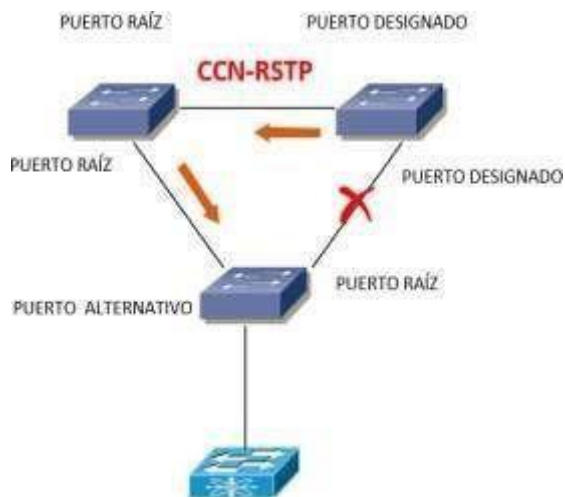 PUERTO RAÍZ
PUERTO DESIGNADO
CCN-RSTP
PUERTO RAÍZ
PUERTO DESIGNADO
PUERTO RAÍZ
PUERTO ALTERNATIVO